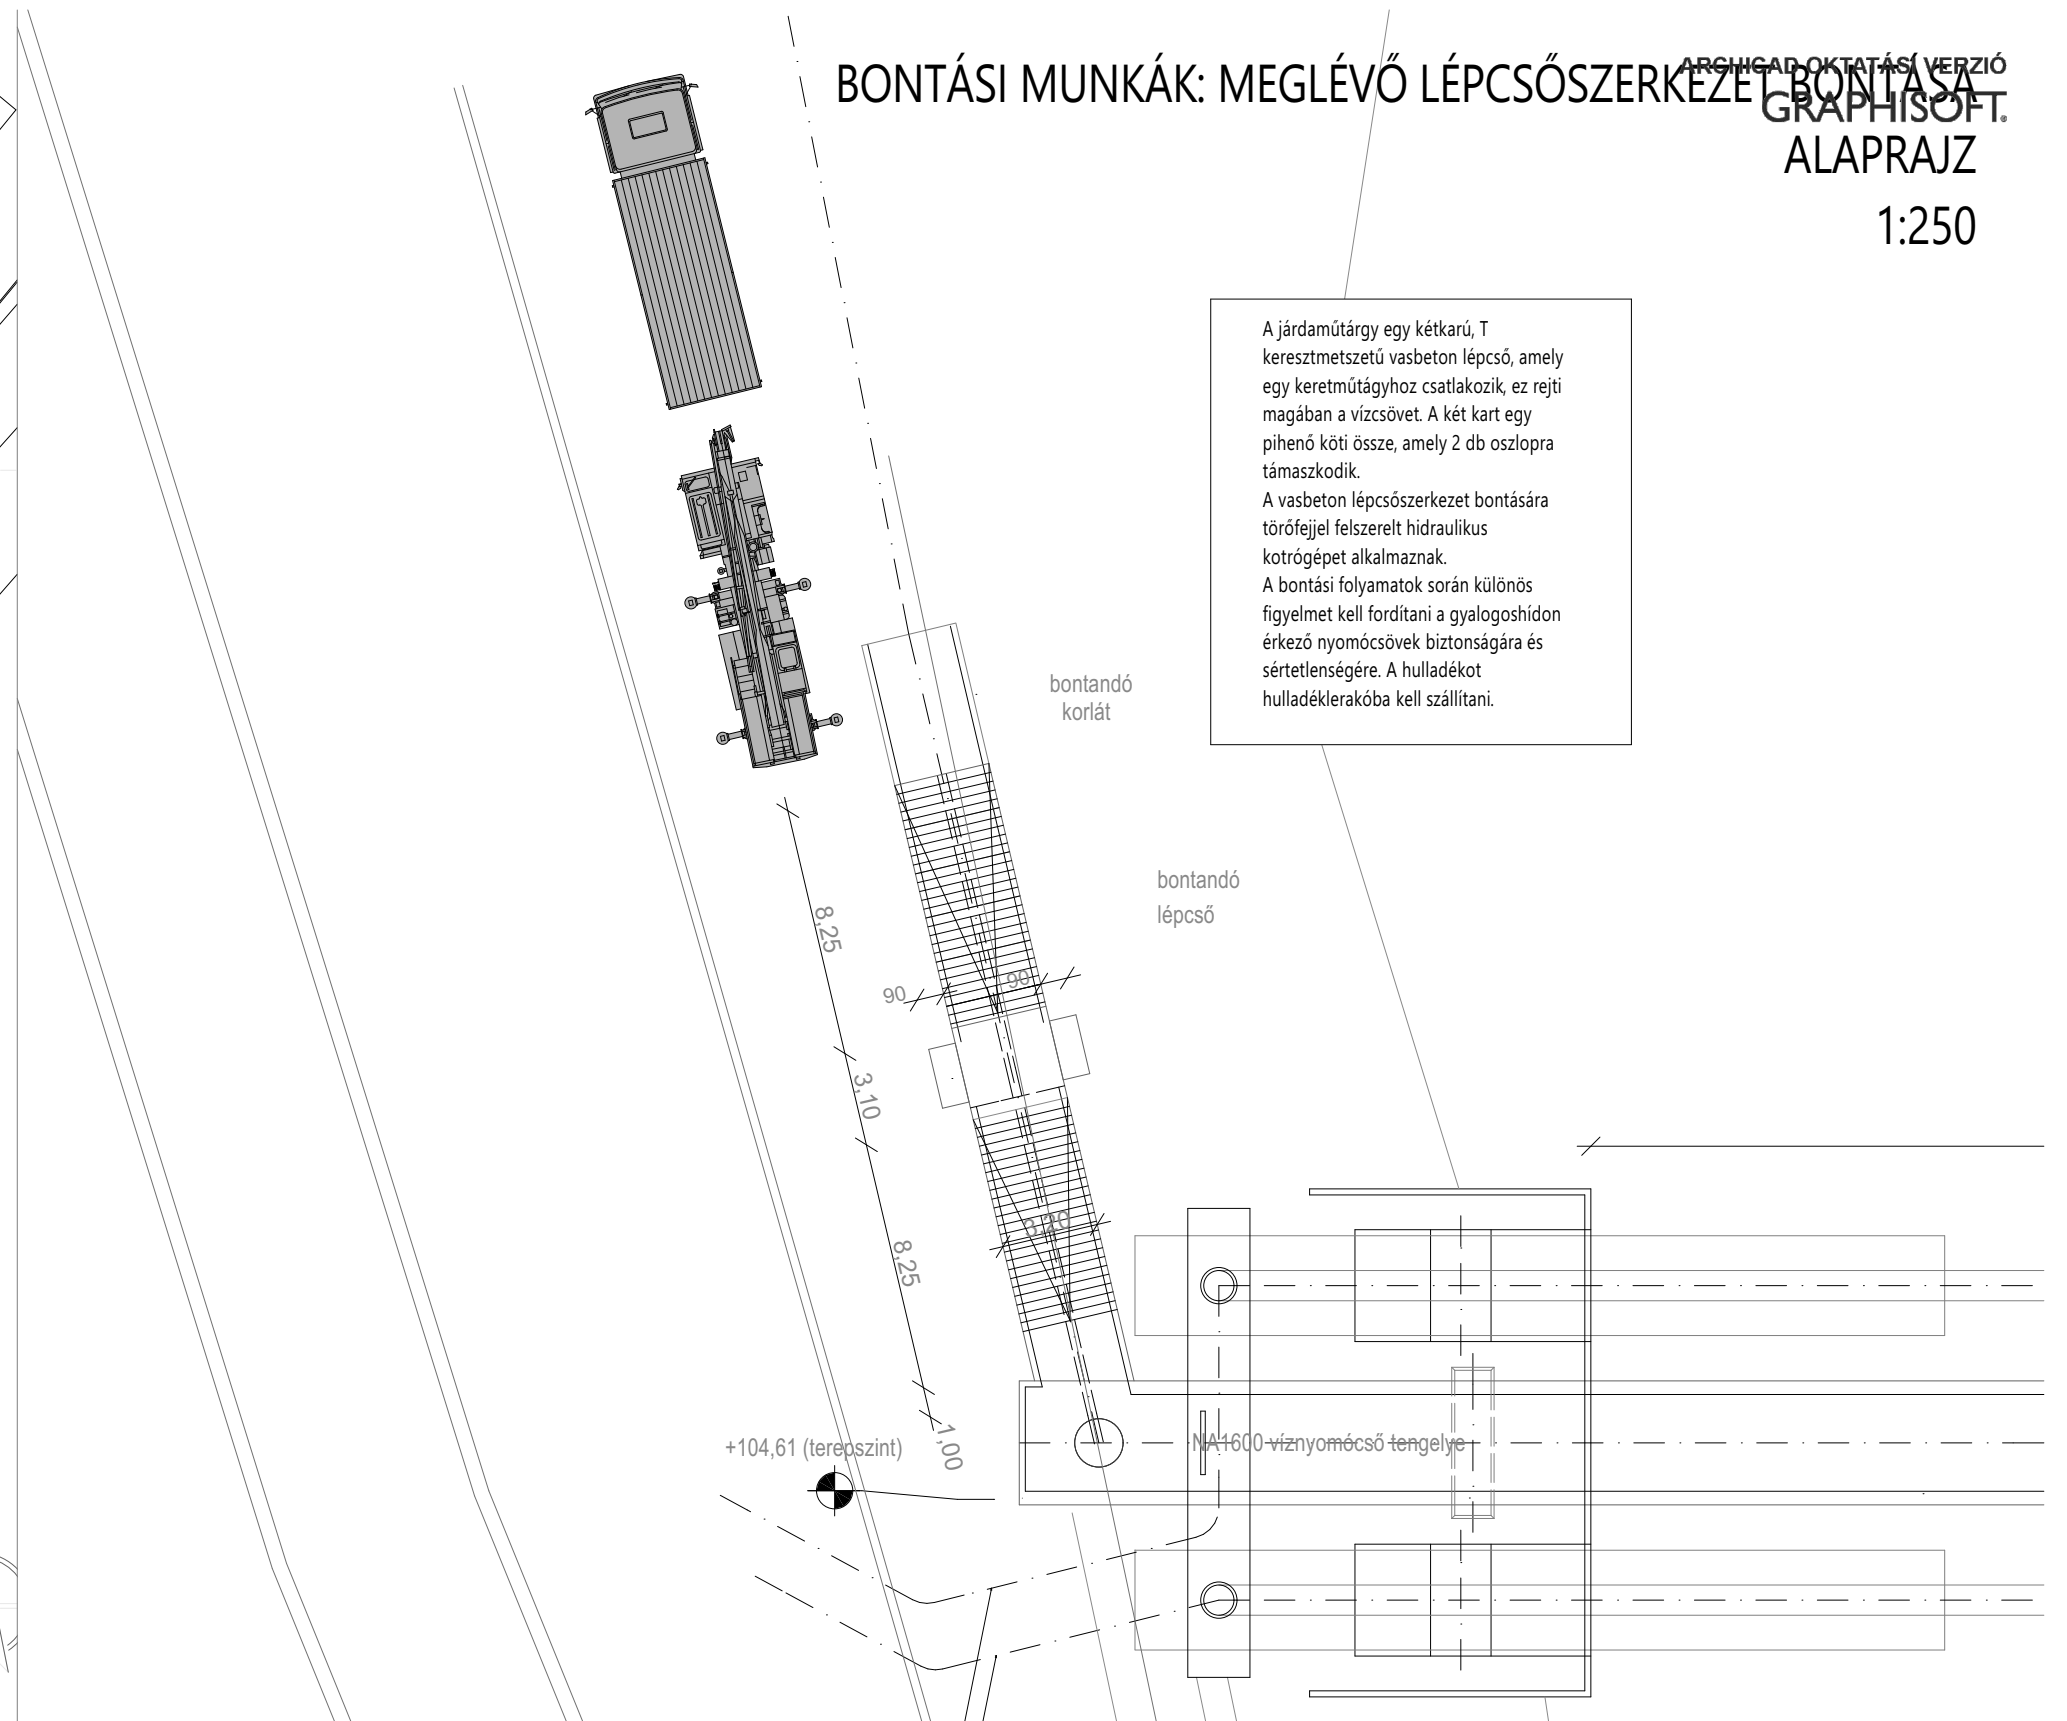 BONTÁSI MUNKÁK: MEGLÉVŐ LÉPCSŐSZERKEZET BONTÁSA
ARCHICAD OKTATÁSI VERZIÓ
GRAPHISOFT®
ALAPRAJZ
1:250
A járdaműtárgy egy kétkarú, T
keresztmetszetű vasbeton lépcső, amely
egy keretműtágyhoz csatlakozik, ez rejti
magában a vízcsövet. A két kart egy
pihenő köti össze, amely 2 db oszlopra
támaszkodik.
A vasbeton lépcsőszerkezet bontására
törőfejjel felszerelt hidraulikus
kotrógépet alkalmaznak.
A bontási folyamatok során különös
figyelmet kell fordítani a gyalogoshídon
érkező nyomócsövek biztonságára és
sértetlenségére. A hulladékot
hulladéklerakóba kell szállítani.
bontandó
korlát
bontandó
lépcső
8,25
90
90
3,10
3,20
8,25
1,00
+104,61 (terepszint)
NA1600 víznyomócső tengelye